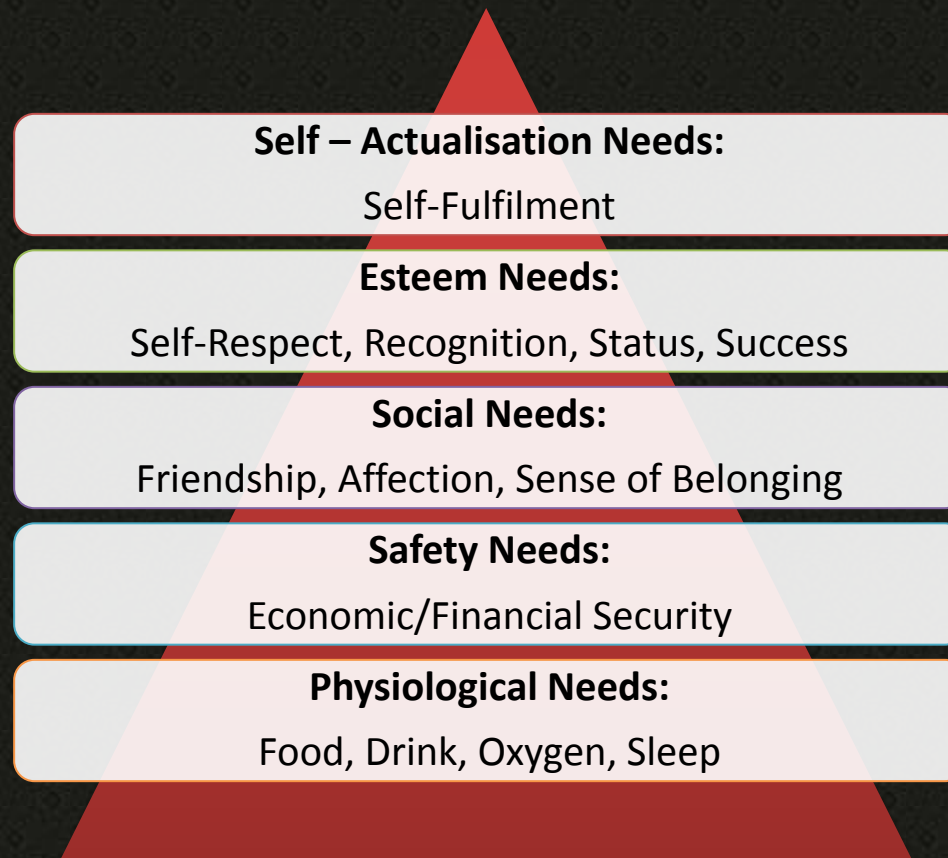 Self – Actualisation Needs:
Self-Fulfilment
Esteem Needs:
Self-Respect, Recognition, Status, Success
Social Needs:
Friendship, Affection, Sense of Belonging
Safety Needs:
Economic/Financial Security
Physiological Needs:
Food, Drink, Oxygen, Sleep